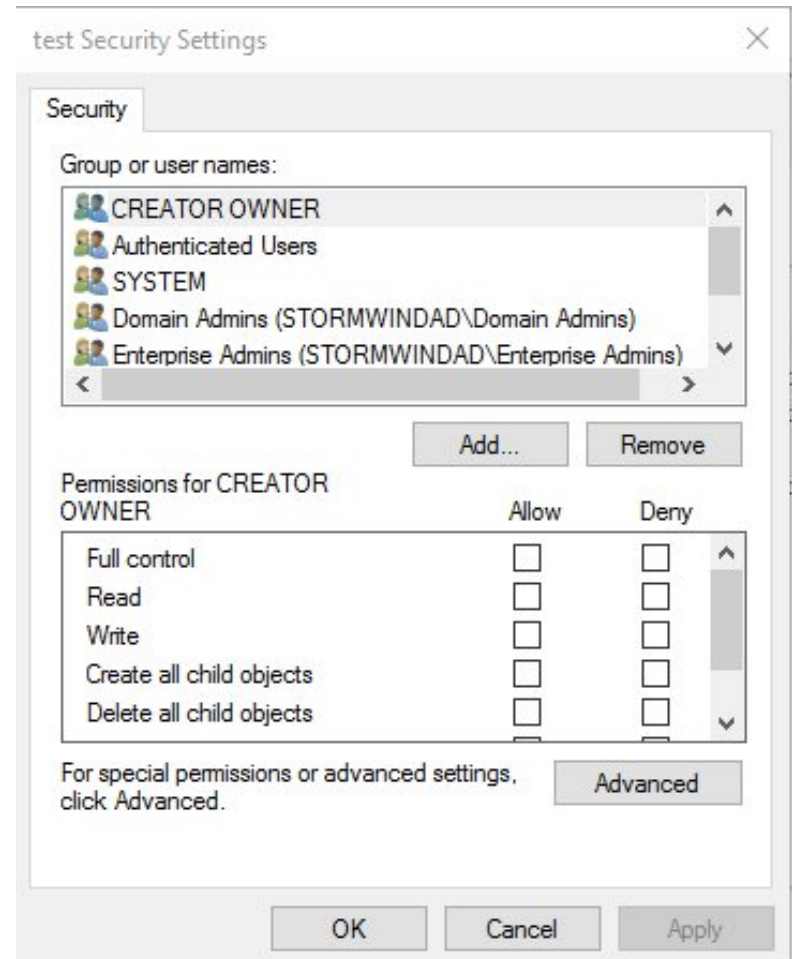 test Security Settings
Security
Group or user names:
CREATOR OWNER
Authenticated Users
SYSTEM
Domain Admins (STORMWINDAD\Domain Admins)
Enterprise Admins (STORMWINDAD\Enterprise Admins)
Add...
Remove
Permissions for CREATOR
OWNER
Allow
Deny
Full control
Read
Write
Create all child objects
Delete all child objects
For special permissions or advanced settings,
click Advanced.
Advanced
OK
Cancel
Apply